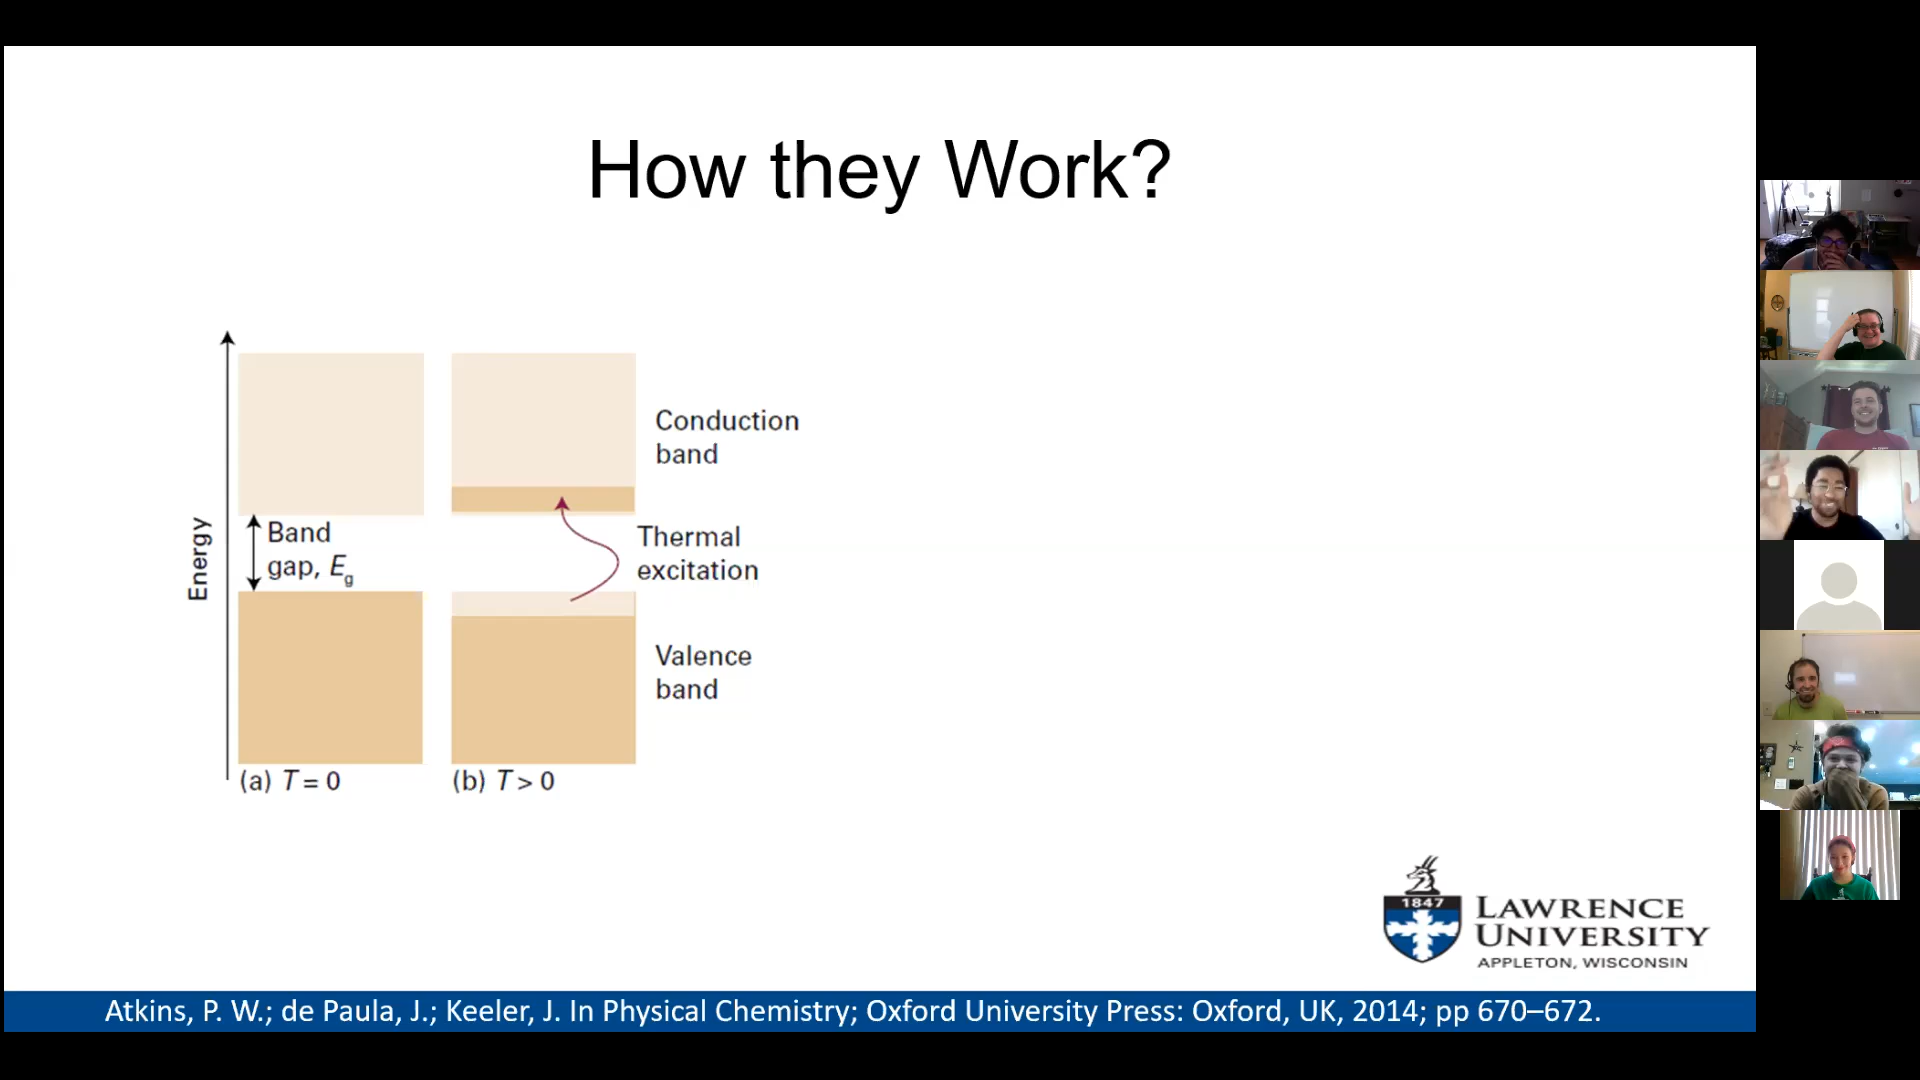 How they Work?
Energy
Conduction
band
Band
gap, Eg
Thermal
excitation
Valence
band
(a) T = 0
(b) T > 0
1847
LAWRENCE
UNIVERSITY
APPLETON, WISCONSIN
Atkins, P. W.; de Paula, J.; Keeler, J. In Physical Chemistry; Oxford University Press: Oxford, UK, 2014; pp 670–672.